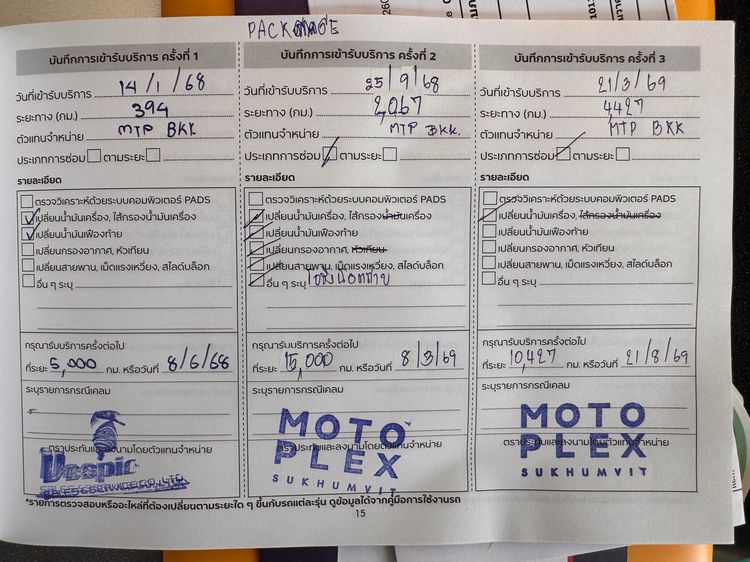 PACKAGE
บันทึกการเข้ารับบริการ ครั้งที่ 1
วันที่เข้ารับบริการ 14/1/68
ระยะทาง (กม.) 394
ตัวแทนจำหน่าย MTP BKK
ประเภทการซ่อม ตามระยะ
รายละเอียด
ตรวจวิเคราะห์ด้วยระบบคอมพิวเตอร์ PADS
เปลี่ยนน้ำมันเครื่อง, ไส้กรองน้ำมันเครื่อง
เปลี่ยนน้ำมันเฟืองท้าย
เปลี่ยนกรองอากาศ, หัวเทียน
เปลี่ยนสายพาน, เม็ดแรงเหวี่ยง, สไลด์บล็อก
อื่น ๆ ระบุ
กรุณารับบริการครั้งต่อไป
ที่ระยะ 5,000 กม. หรือวันที่ 8/6/68
ระบุรายการกรณีเคลม
ตราประทับและลงนามโดยตัวแทนจำหน่าย
SALES & SERVICE CO., LTD.
บันทึกการเข้ารับบริการ ครั้งที่ 2
วันที่เข้ารับบริการ 25/9/68
ระยะทาง (กม.) 2,067
ตัวแทนจำหน่าย MTP BKK.
ประเภทการซ่อม ตามระยะ
รายละเอียด
ตรวจวิเคราะห์ด้วยระบบคอมพิวเตอร์ PADS
เปลี่ยนน้ำมันเครื่อง, ไส้กรองน้ำมันเครื่อง
เปลี่ยนน้ำมันเฟืองท้าย
เปลี่ยนกรองอากาศ, หัวเทียน
เปลี่ยนสายพาน, เม็ดแรงเหวี่ยง, สไลด์บล็อก
อื่น ๆ ระบุ
กรุณารับบริการครั้งต่อไป
ที่ระยะ 15,000 กม. หรือวันที่ 8/3/69
ระบุรายการกรณีเคลม
MOTO
ตราประทับและลงนามโดยตัวแทนจำหน่าย
PLEX
SUKHUMVIT
บันทึกการเข้ารับบริการ ครั้งที่ 3
วันที่เข้ารับบริการ 21/3/69
ระยะทาง (กม.) 4427
ตัวแทนจำหน่าย MTP BKK
ประเภทการซ่อม ตามระยะ
รายละเอียด
ตรวจวิเคราะห์ด้วยระบบคอมพิวเตอร์ PADS
เปลี่ยนน้ำมันเครื่อง, ไส้กรองน้ำมันเครื่อง
เปลี่ยนน้ำมันเฟืองท้าย
เปลี่ยนกรองอากาศ, หัวเทียน
เปลี่ยนสายพาน, เม็ดแรงเหวี่ยง, สไลด์บล็อก
อื่น ๆ ระบุ
กรุณารับบริการครั้งต่อไป
ที่ระยะ 10,427 กม. หรือวันที่ 21/8/69
ระบุรายการกรณีเคลม
MOTO
ตราประทับและลงนามโดยตัวแทนจำหน่าย
PLEX
SUKHUMVIT
*รายการตรวจสอบหรืออะไหล่ที่ต้องเปลี่ยนตามระยะใด ๆ ขึ้นกับรถแต่ละรุ่น ดูข้อมูลได้จากคู่มือการใช้งานรถ
15